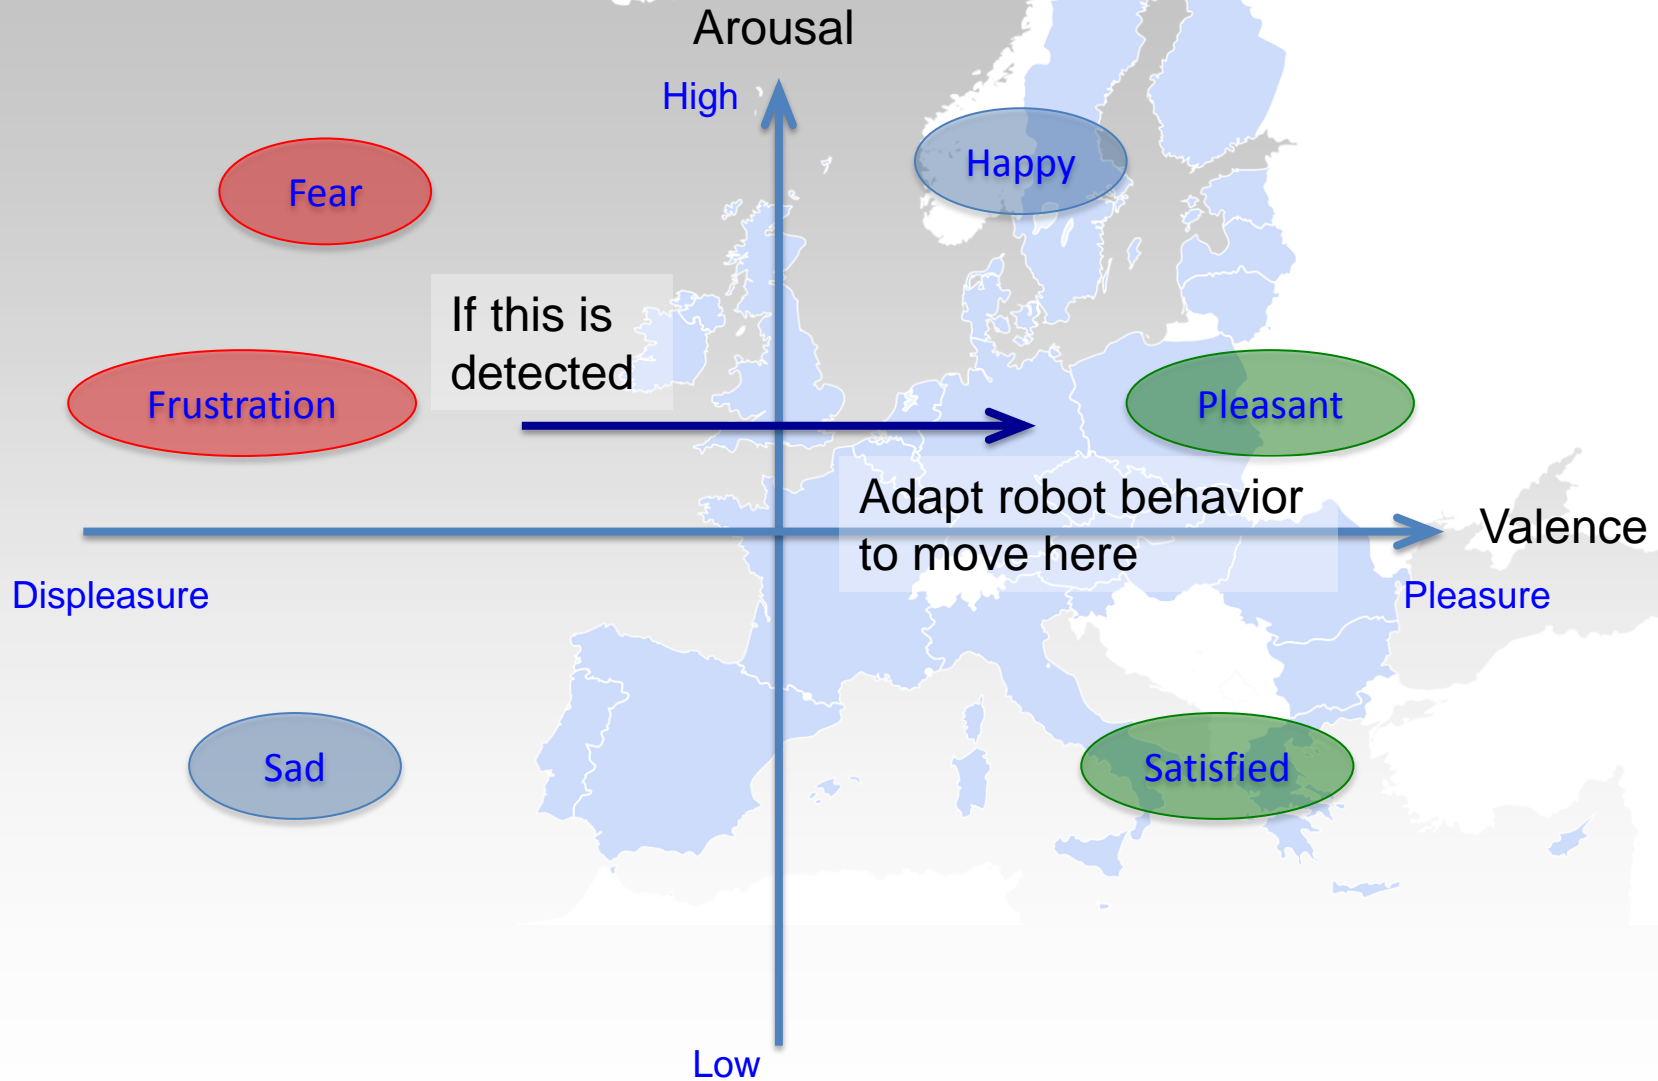 Arousal
High
Happy
Fear
If this is
detected
Frustration
Pleasant
Adapt robot behavior
to move here
Valence
Displeasure
Pleasure
Sad
Satisfied
Low